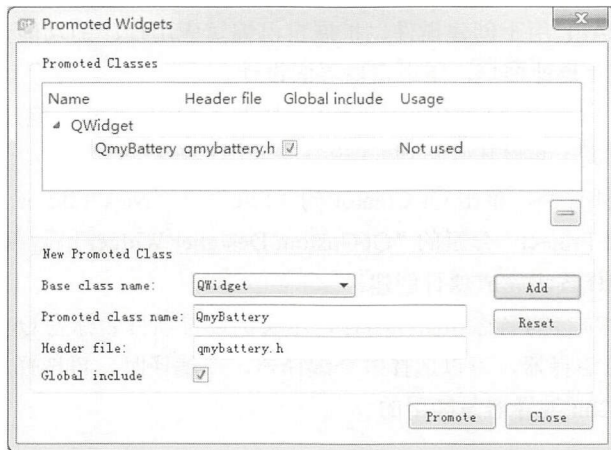 Promoted Widgets
Promoted Classes
Name Header file Global include Usage
QWidget
QmyBattery qmybattery.h Not used
New Promoted Class
Base class name: QWidget Add
Promoted class name: QmyBattery Reset
Header file: qmybattery.h
Global include
Promote Close